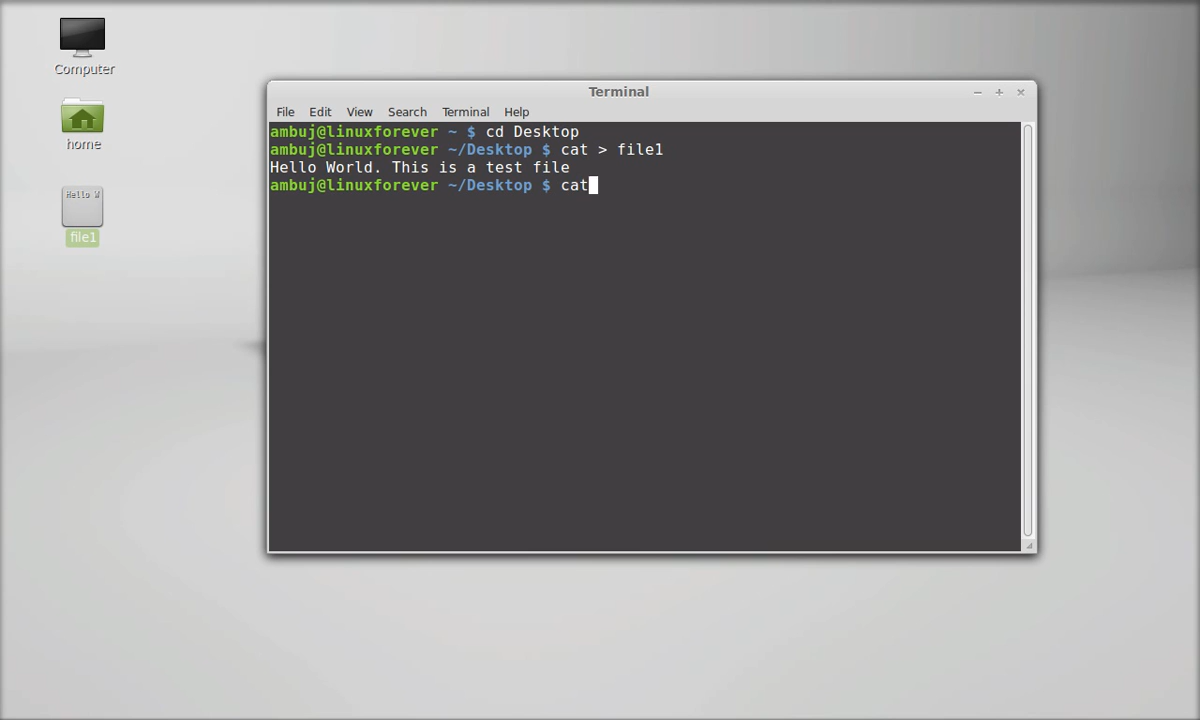 Computer
home
Hello W
file1
Terminal
File Edit View Search Terminal Help
ambuj@linuxforever ~ $ cd Desktop
ambuj@linuxforever ~/Desktop $ cat > file1
Hello World. This is a test file
ambuj@linuxforever ~/Desktop $ cat